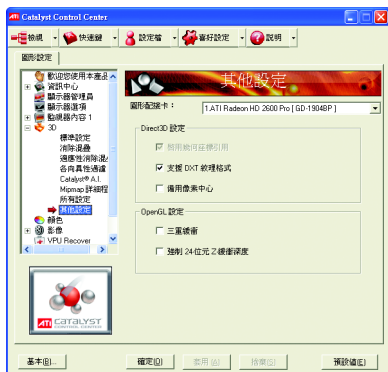 ATI Catalyst Control Center
檢視 快速鍵 設定檔 喜好設定 說明
圖形設定
歡迎您使用本產品
資訊中心
顯示器管理員
顯示器選項
監視器內容 1
3D
標準設定
消除混疊
過應性消除混
各向異性過濾
Catalyst® A.I.
Mipmap 詳細程
所有設定
其他設定
顏色
影像
VPU Recover
ATI CATALYST
CONTROL CENTER
基本(B)...
其他設定
圖形配接卡：
1.ATI Radeon HD 2600 Pro [ GD-1904BP ]
Direct3D 設定
啟用幾何座標引用
支援 DXT 紋理格式
備用像素中心
OpenGL 設定
三重緩衝
強制 24-位元 Z-緩衝深度
確定(O) 套用(A) 捨棄(S) 預設值(E)